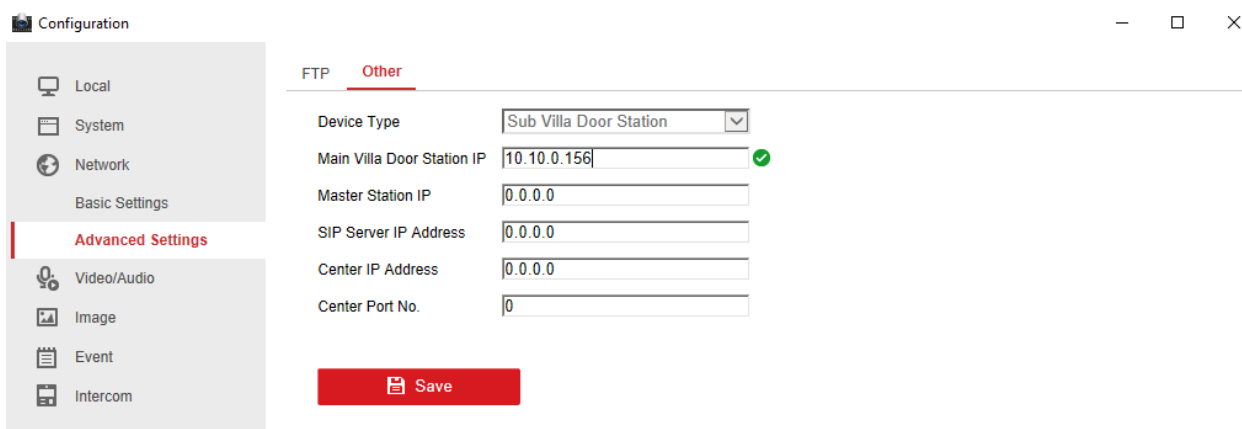 Configuration
Local
System
Network
Basic Settings
Advanced Settings
Video/Audio
Image
Event
Intercom
FTP Other
Device Type Sub Villa Door Station
Main Villa Door Station IP 10.10.0.156
Master Station IP 0.0.0.0
SIP Server IP Address 0.0.0.0
Center IP Address 0.0.0.0
Center Port No. 0
Save